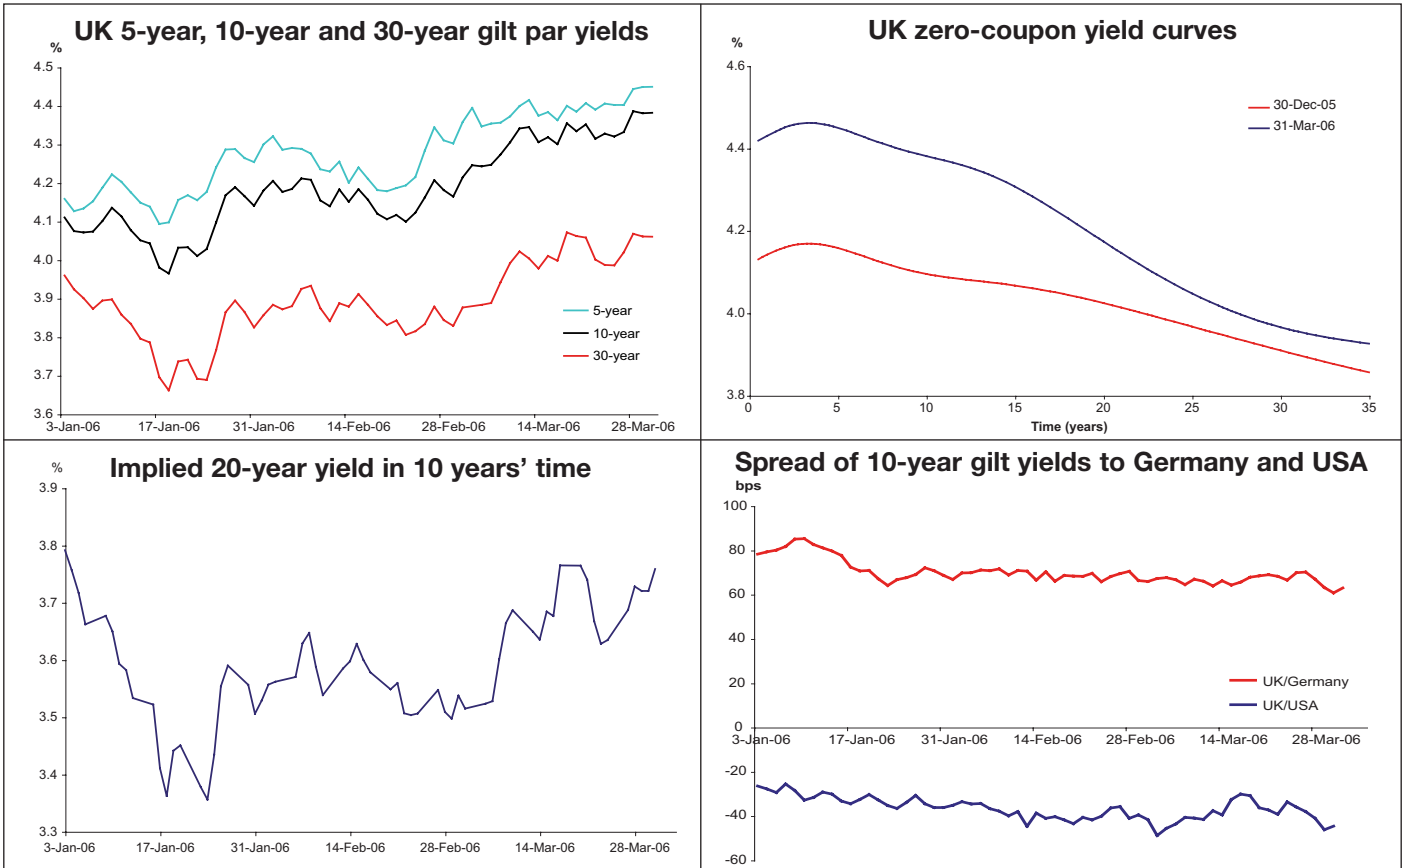 UK 5-year, 10-year and 30-year gilt par yields
%
4.5
4.4
4.3
4.2
4.1
4.0
3.9
3.8
3.7
3.6
5-year
10-year
30-year
3-Jan-06 17-Jan-06 31-Jan-06 14-Feb-06 28-Feb-06 14-Mar-06 28-Mar-06
UK zero-coupon yield curves
%
4.6
4.4
4.2
4.0
3.8
30-Dec-05
31-Mar-06
0 5 10 15 20 25 30 35
Time (years)
Implied 20-year yield in 10 years’ time
%
3.9
3.8
3.7
3.6
3.5
3.4
3.3
3-Jan-06 17-Jan-06 31-Jan-06 14-Feb-06 28-Feb-06 14-Mar-06 28-Mar-06
Spread of 10-year gilt yields to Germany and USA
bps
100
80
60
40
20
0
UK/Germany
UK/USA
3-Jan-06 17-Jan-06 31-Jan-06 14-Feb-06 28-Feb-06 14-Mar-06 28-Mar-06
-20
-40
-60